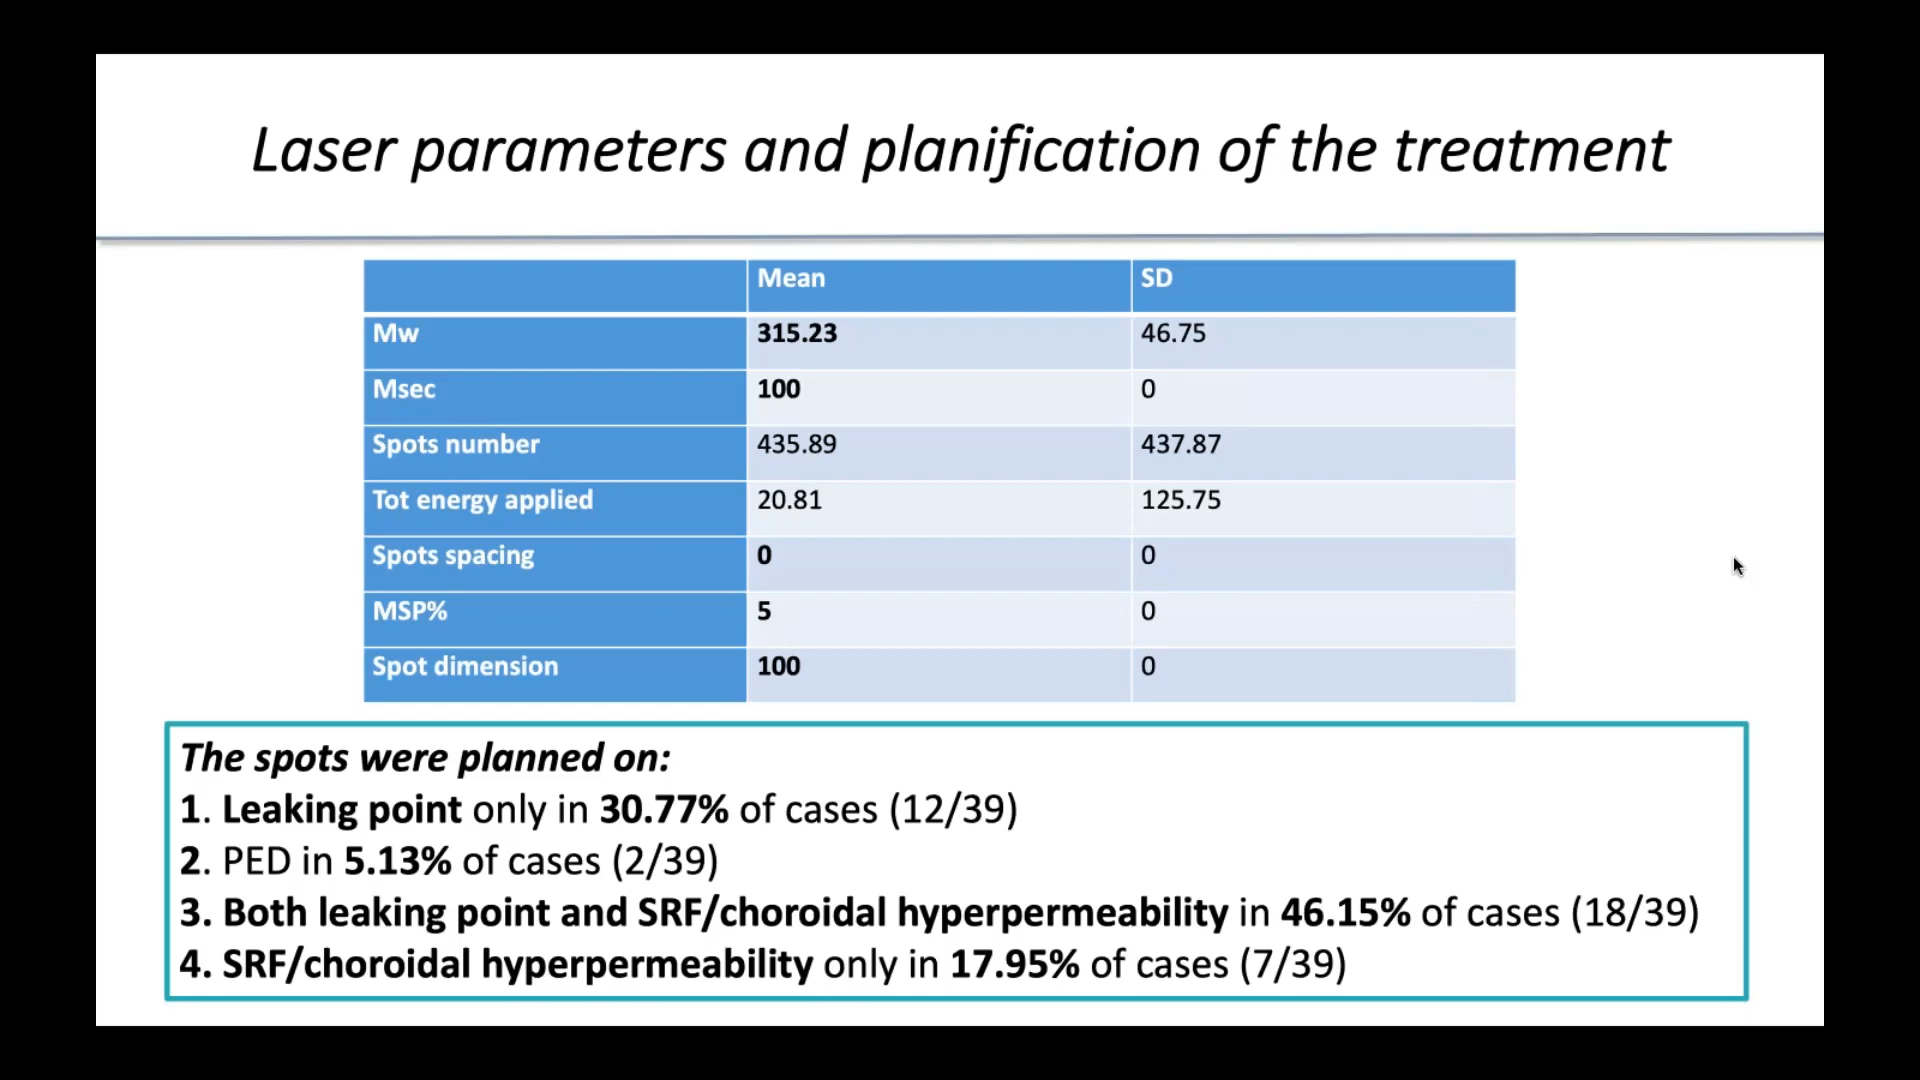 Laser parameters and planification of the treatment
Mean SD
Mw 315.23 46.75
Msec 100 0
Spots number 435.89 437.87
Tot energy applied 20.81 125.75
Spots spacing 0 0
MSP% 5 0
Spot dimension 100 0
The spots were planned on:
1. Leaking point only in 30.77% of cases (12/39)
2. PED in 5.13% of cases (2/39)
3. Both leaking point and SRF/choroidal hyperpermeability in 46.15% of cases (18/39)
4. SRF/choroidal hyperpermeability only in 17.95% of cases (7/39)